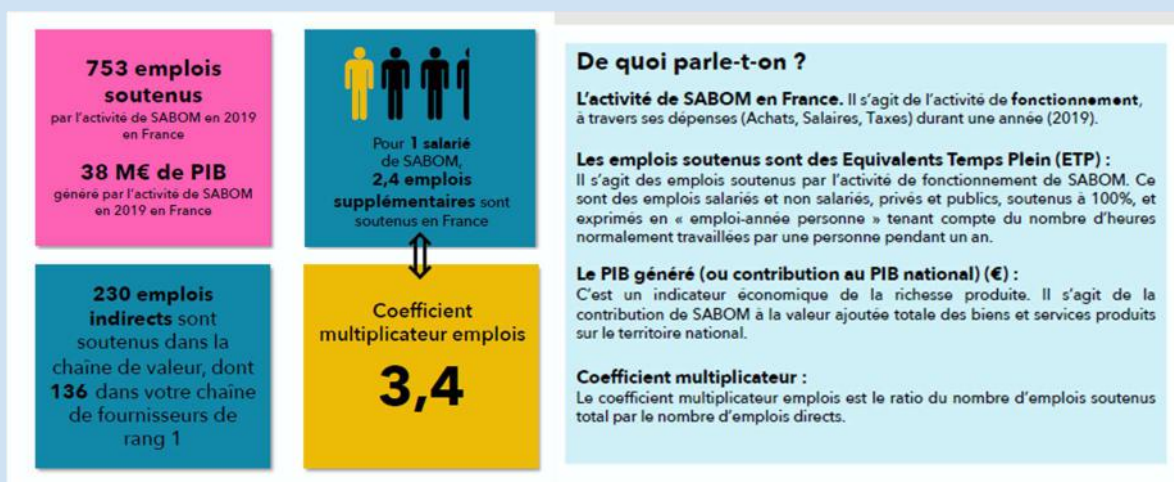 753 emplois
soutenus
par l'activité de SABOM en 2019
en France
38 M€ de PIB
généré par l'activité de SABOM
en 2019 en France
Pour 1 salarié
de SABOM,
2,4 emplois
supplémentaires sont
soutenus en France
230 emplois
indirects sont
soutenus dans la
chaîne de valeur, dont
136 dans votre chaîne
de fournisseurs de
rang 1
Coefficient
multiplicateur emplois
3,4
De quoi parle-t-on ?
L'activité de SABOM en France. Il s'agit de l'activité de fonctionnement,
à travers ses dépenses (Achats, Salaires, Taxes) durant une année (2019).
Les emplois soutenus sont des Equivalents Temps Plein (ETP) :
Il s'agit des emplois soutenus par l'activité de fonctionnement de SABOM. Ce
sont des emplois salariés et non salariés, privés et publics, soutenus à 100%, et
exprimés en « emploi-année personne » tenant compte du nombre d'heures
normalement travaillées par une personne pendant un an.
Le PIB généré (ou contribution au PIB national) (€) :
C'est un indicateur économique de la richesse produite. Il s'agit de la
contribution de SABOM à la valeur ajoutée totale des biens et services produits
sur le territoire national.
Coefficient multiplicateur :
Le coefficient multiplicateur emplois est le ratio du nombre d'emplois soutenus
total par le nombre d'emplois directs.